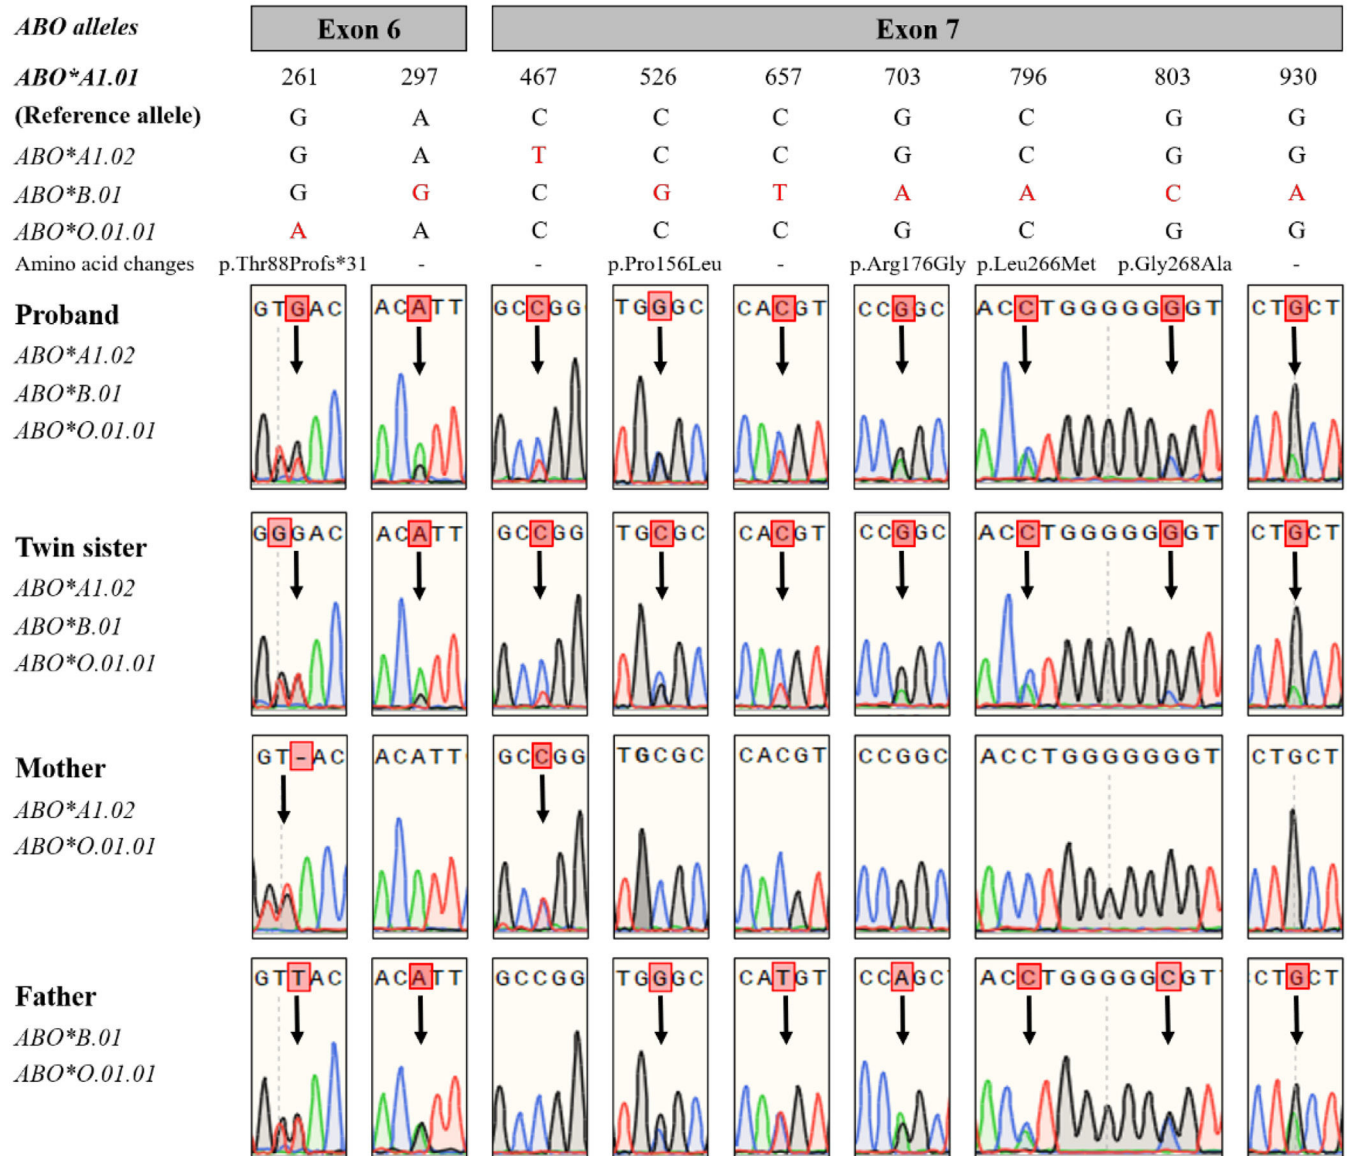 ABO alleles Exon 6 Exon 7
ABO*A1.01 261 297 467 526 657 703 796 803 930
(Reference allele) G A C C C G C G G
ABO*A1.02 G A T C C G C G G
ABO*B.01 G G C G T A A C A
ABO*O.01.01 A A C C C G C G G
Amino acid changes p.Thr88Profs*31 - - p.Pro156Leu - p.Arg176Gly p.Leu266Met p.Gly268Ala -
Proband GTGAC ACATT GCCGG TGGGC CACGT CCGGC ACCTGGGGGGT CTGCT
ABO*A1.02
ABO*B.01
ABO*O.01.01
Twin sister GGGAC ACATT GCCGG TGCGC CACGT CCGGC ACCTGGGGGGT CTGCT
ABO*A1.02
ABO*B.01
ABO*O.01.01
Mother GT-AC ACATT GCCGG TGCGC CACGT CCGGC ACCTGGGGGGT CTGCT
ABO*A1.02
ABO*O.01.01
Father GTTAC ACATT GCCGG TGGGC CATGT CCAGC ACCTGGGGGCGT CTGCT
ABO*B.01
ABO*O.01.01